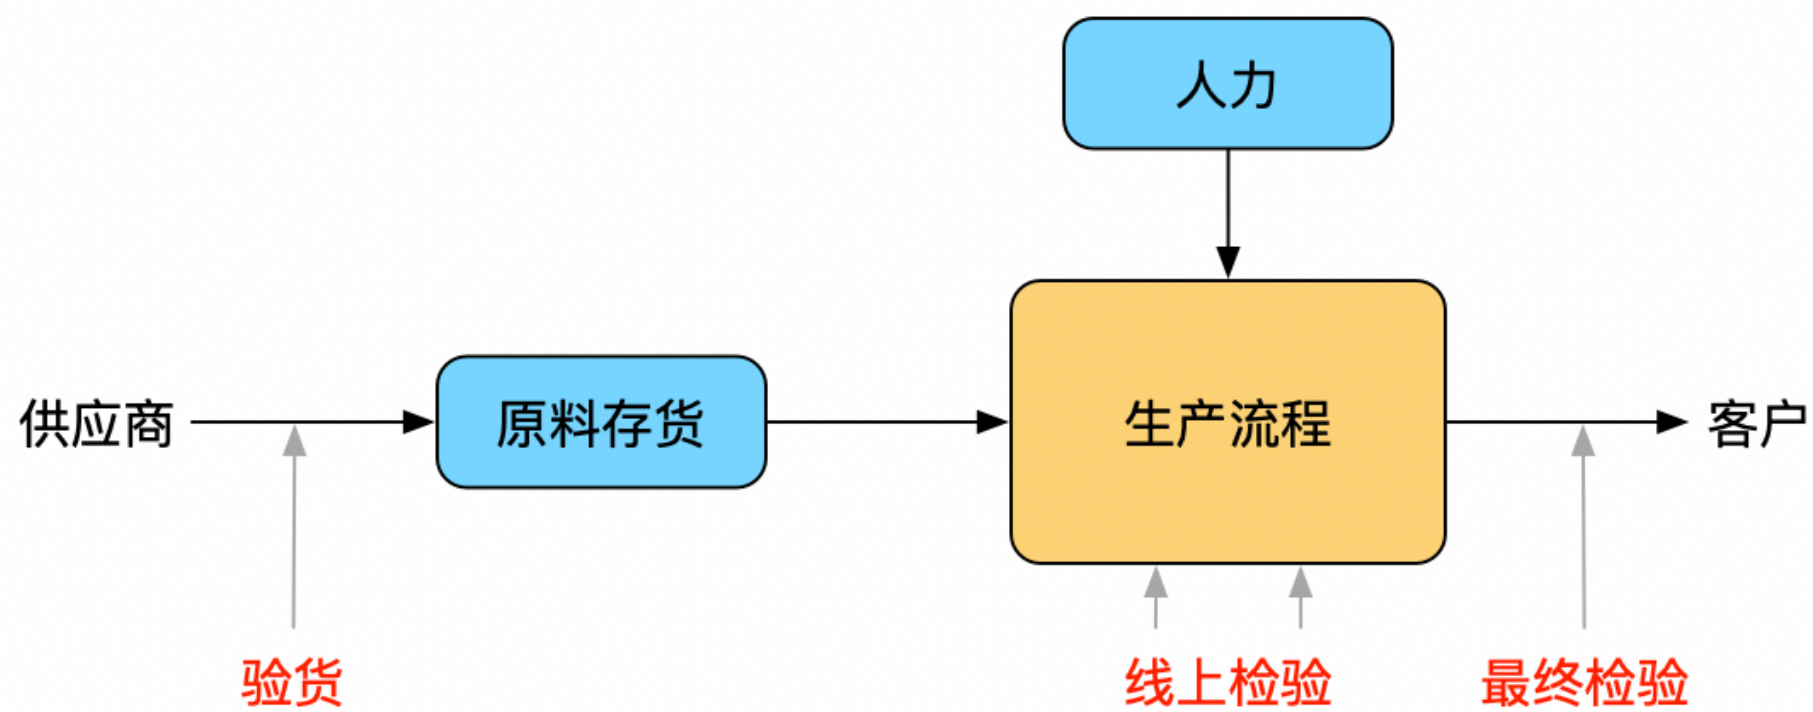 人力
供应商
原料存货
生产流程
客户
验货
线上检验
最终检验